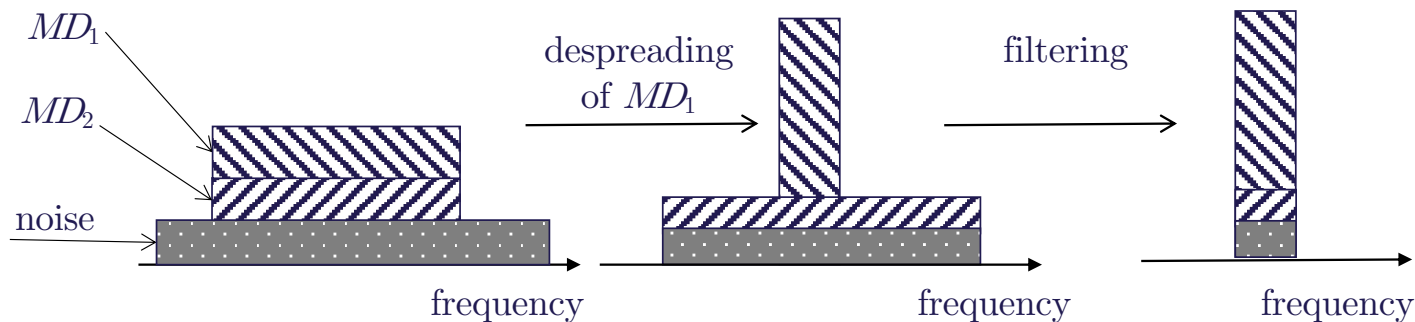 MD₁
MD₂
noise
frequency
despreading
of MD₁
frequency
filtering
frequency